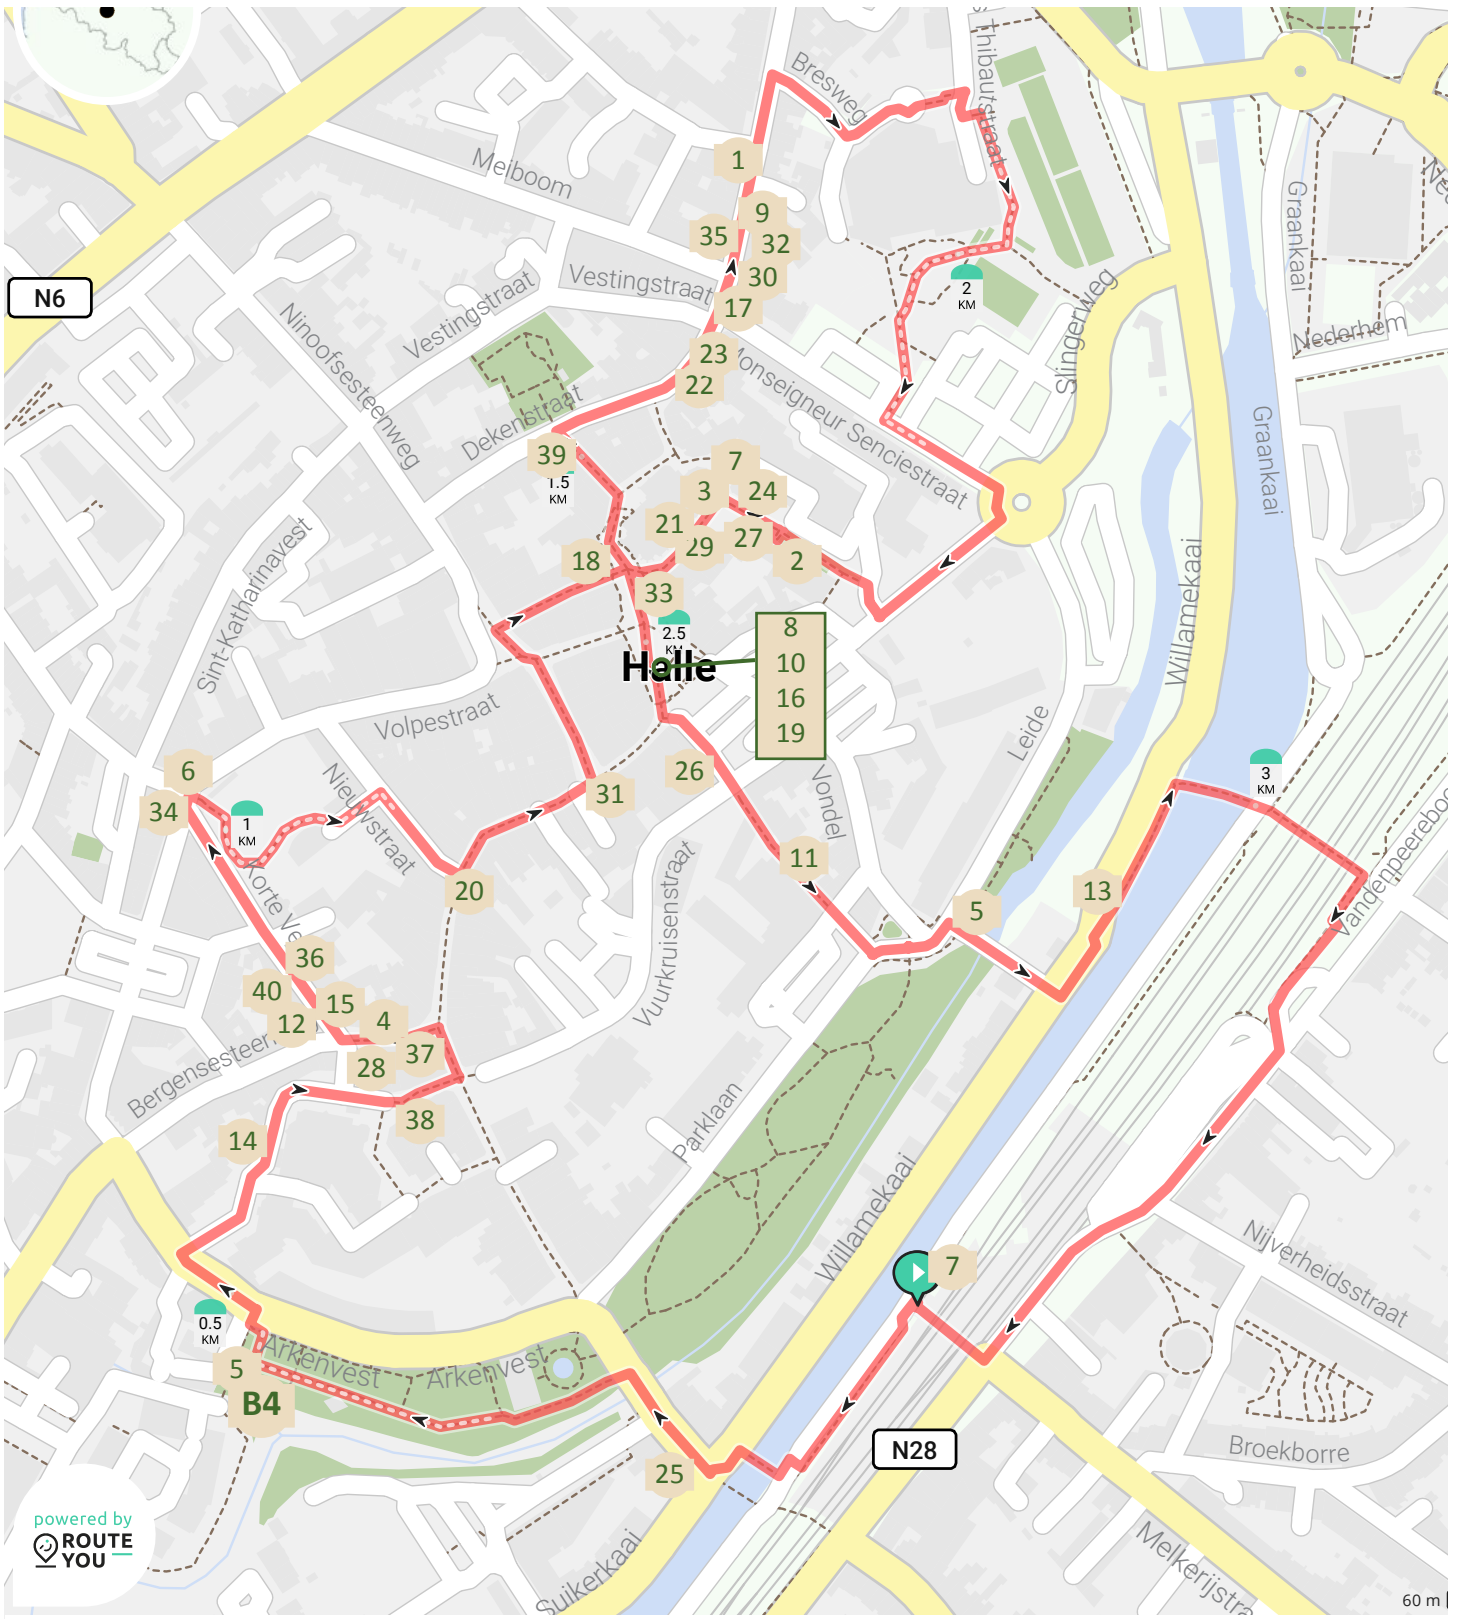 Bresweg
Thibautstraat
Meiboom
1
9
35
32
30
17
N6
Vestingstraat
Vestingstraat
Ninoofsesteenweg
23
22
Monseigneur Senciestraat
Dekenstraat
2
KM
Slingerweg
Graankaai
Nederhem
Graankaai
39
1.5
KM
7
3
24
21
27
29
2
18
33
2.5
KM
Halle
8
10
16
19
Sint-Katharinavest
Volpestraat
Willamekaai
Leide
6
34
1
KM
Nieuwstraat
31
26
Vondel
3
KM
20
11
13
5
Vandenpeereboo
Korte Ve
Vuurkruisenstraat
36
40
15
12
4
37
28
Bergensesteen
38
14
Parklaan
Willamekaai
7
Nijverheidsstraat
0.5
KM
5
B4
Arkenvest
Arkenvest
25
N28
Broekborre
Suikerkaai
Melkerijstra
powered by
ROUTE
YOU
60 m